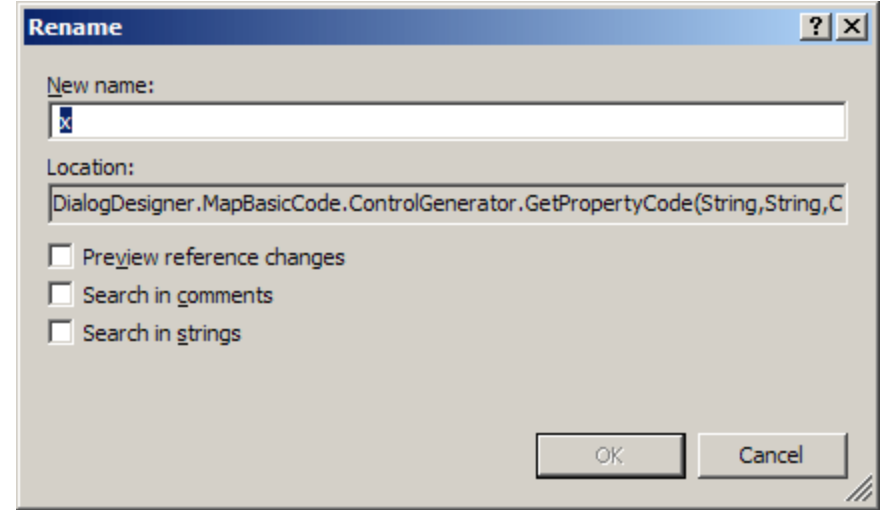 Rename
New name:
x
Location:
DialogDesigner.MapBasicCode.ControlGenerator.GetPropertyCode(String,String,C
Preview reference changes
Search in comments
Search in strings
OK Cancel